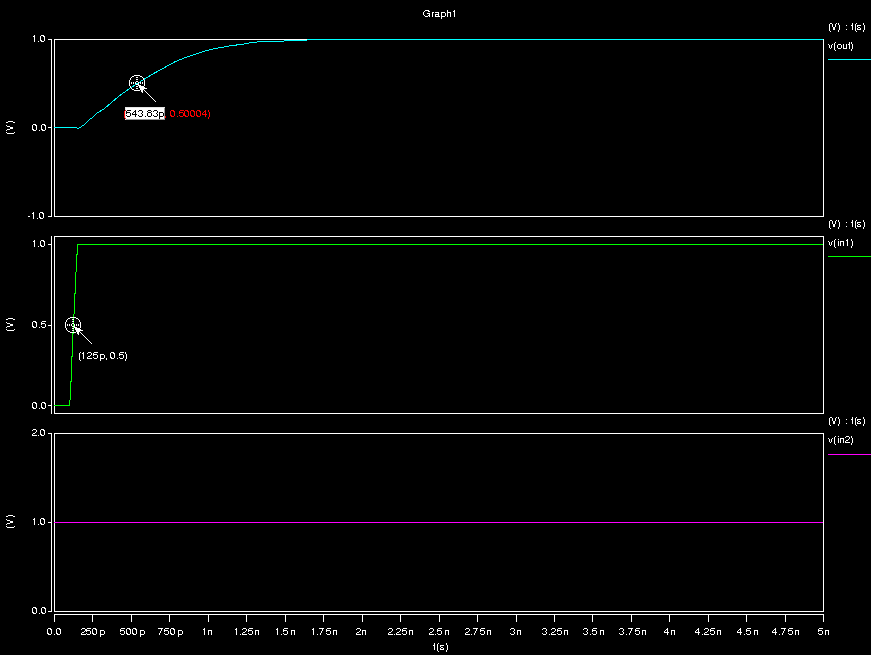 Graph1
(V) : t(s)
v(out)
1.0
0.0
-1.0
(V)
543.83p 0.50004)
(V) : t(s)
v(in1)
1.0
0.5
0.0
(V)
(125p, 0.5)
(V) : t(s)
v(in2)
2.0
1.0
0.0
(V)
0.0 250p 500p 750p 1n 1.25n 1.5n 1.75n 2n 2.25n 2.5n 2.75n 3n 3.25n 3.5n 3.75n 4n 4.25n 4.5n 4.75n 5n
t(s)